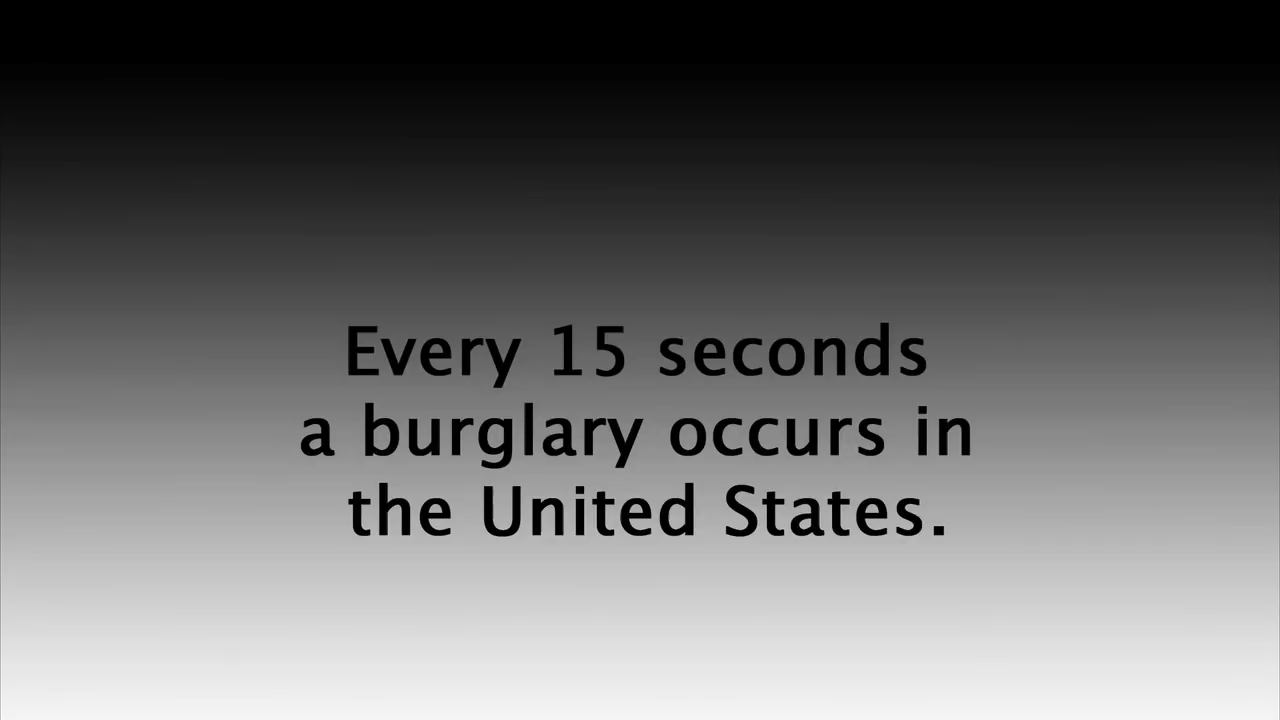 Every 15 seconds
a burglary occurs in
the United States.